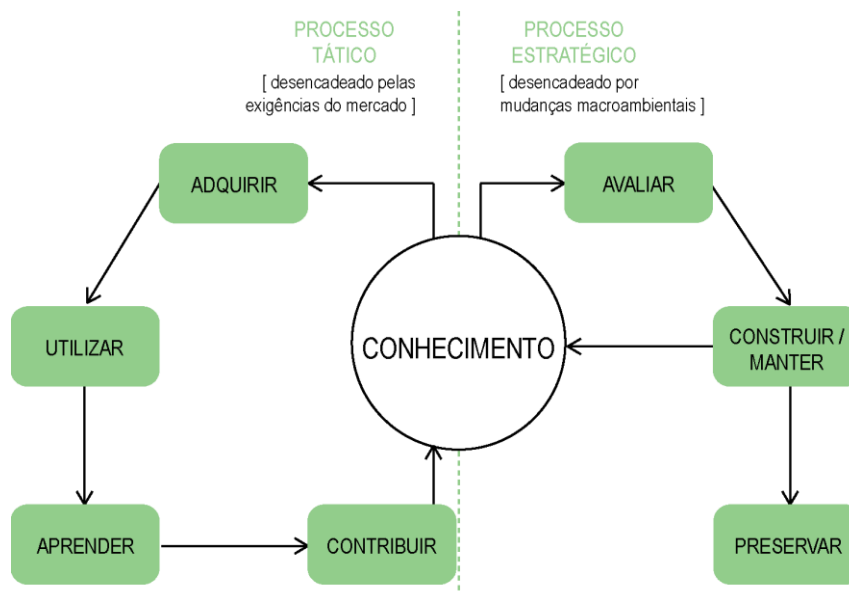 PROCESSO
TÁTICO
[ desencadeado pelas
exigências do mercado ]
PROCESSO
ESTRATÉGICO
[ desencadeado por
mudanças macroambientais ]
ADQUIRIR
AVALIAR
UTILIZAR
CONHECIMENTO
CONSTRUIR /
MANTER
APRENDER
CONTRIBUIR
PRESERVAR